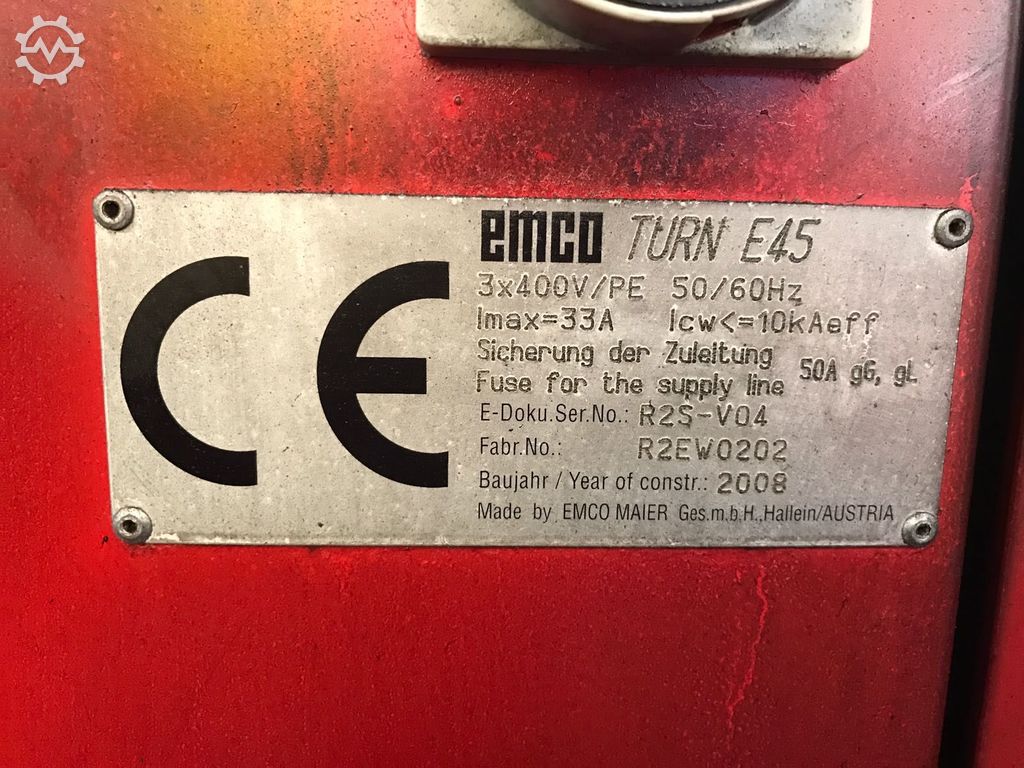 CE
emco TURN E45
3x400V/PE 50/60Hz
Imax=33A Icw<=10kAeff
Sicherung der Zuleitung
Fuse for the supply line 50A gG, gL
E-Doku.Ser.No.: R2S-V04
Fabr.No.: R2EW0202
Baujahr / Year of constr.: 2008
Made by EMCO MAIER Ges.m.b.H., Hallein/AUSTRIA